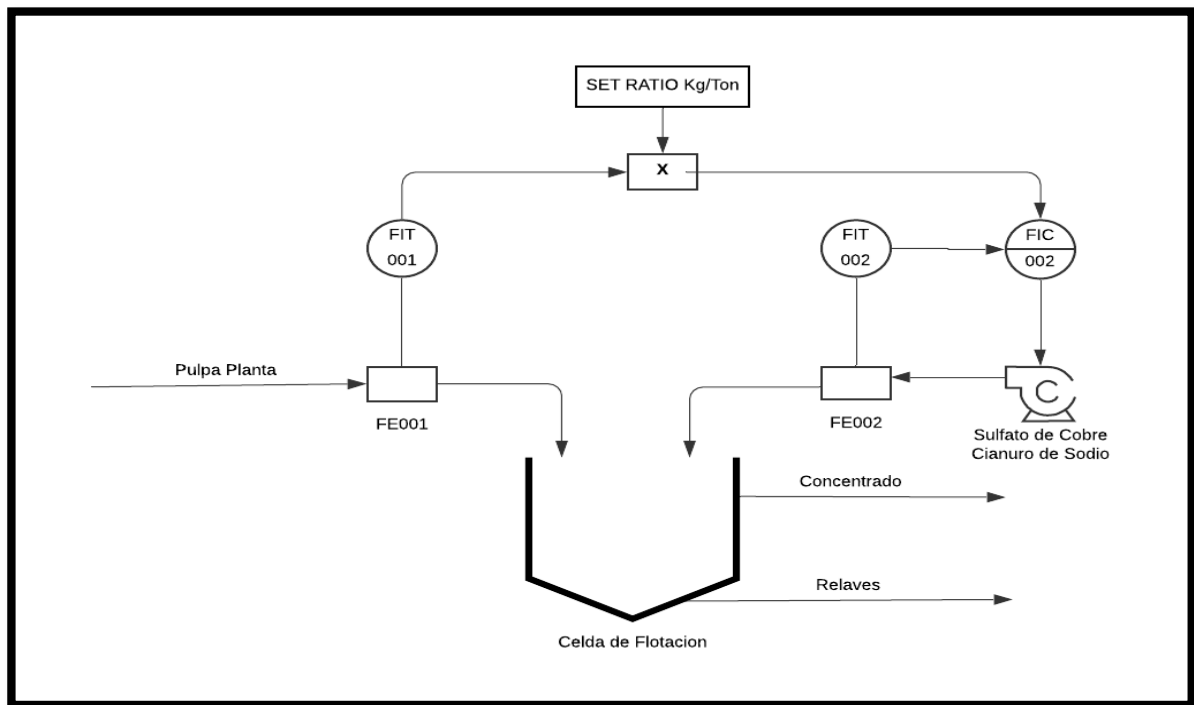 SET RATIO Kg/Ton
X
FIT
001
FIT
002
FIC
002
Pulpa Planta
FE001
FE002
C
Sulfato de Cobre
Cianuro de Sodio
Concentrado
Relaves
Celda de Flotacion